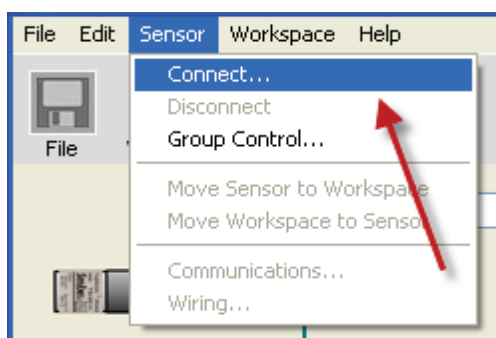 File Edit Sensor Workspace Help
Connect...
Disconnect
Group Control...
File
Move Sensor to Workspace
Move Workspace to Sensor
Communications...
Wiring...